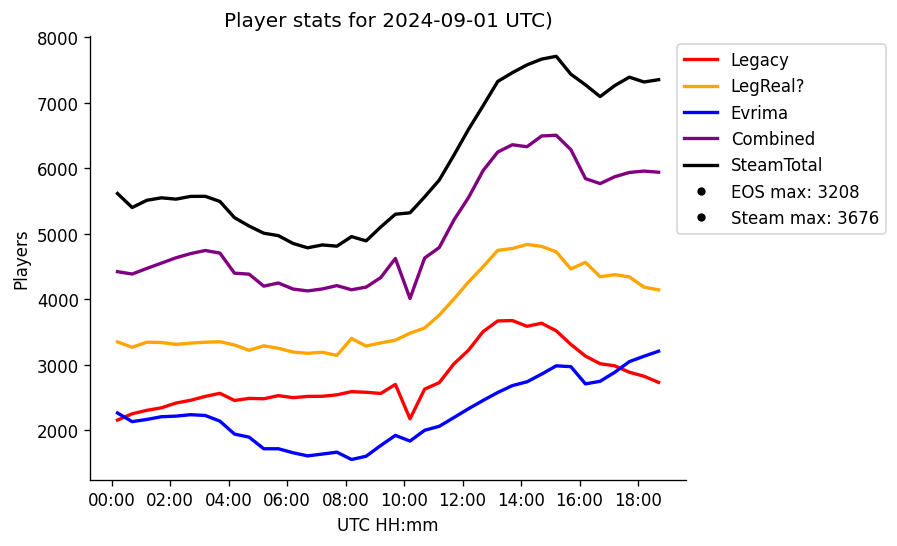 Player stats for 2024-09-01 UTC)
8000
7000
6000
5000
4000
3000
2000
Players
00:00 02:00 04:00 06:00 08:00 10:00 12:00 14:00 16:00 18:00
UTC HH:mm
Legacy
LegReal?
Evrima
Combined
SteamTotal
EOS max: 3208
Steam max: 3676